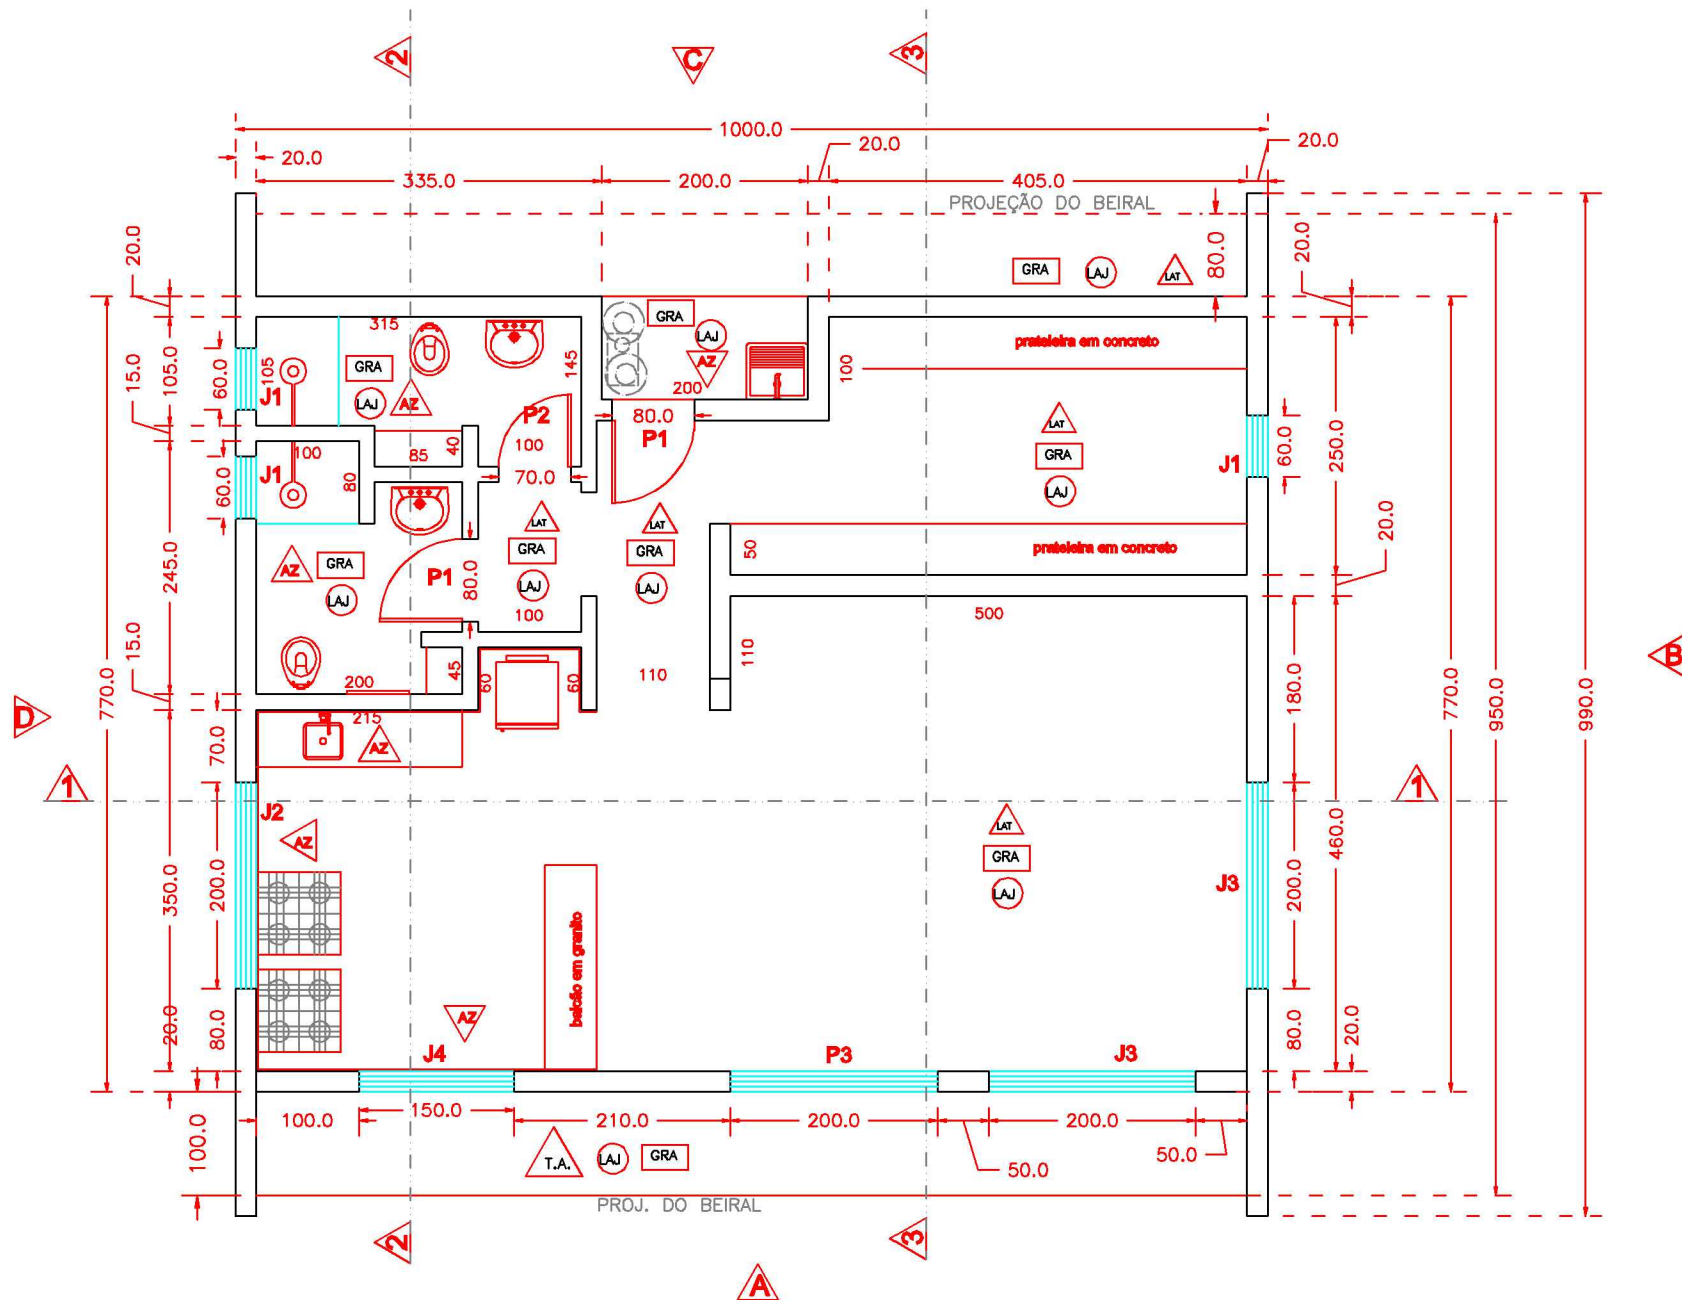 2
C
3
1000.0
20.0
20.0
20.0
335.0
200.0
405.0
PROJEÇÃO DO BEIRAL
20.0
80.0
20.0
GRA
LAJ
LAT
315
GRA
LAJ
AZ
prateleira em concreto
15.0
105.0
60.0
105
J1
GRA
LAJ
AZ
145
200
100
P2
80.0
P1
LAT
GRA
LAJ
J1
60.0
250.0
100
85
40
100
70.0
60.0
J1
80
20.0
LAT
LAT
GRA
GRA
LAJ
LAJ
50
prateleira em concreto
AZ
GRA
LAJ
P1
80.0
245.0
100
500
15.0
200
45
60
60
110
110
180.0
770.0
770.0
950.0
990.0
B
D
215
AZ
70.0
1
1
J2
AZ
LAT
GRA
LAJ
460.0
350.0
200.0
J3
200.0
balcão em granito
AZ
20.0
80.0
80.0
20.0
J4
P3
J3
100.0
100.0
150.0
210.0
200.0
200.0
50.0
50.0
T.A.
LAJ
GRA
PROJ. DO BEIRAL
2
3
A